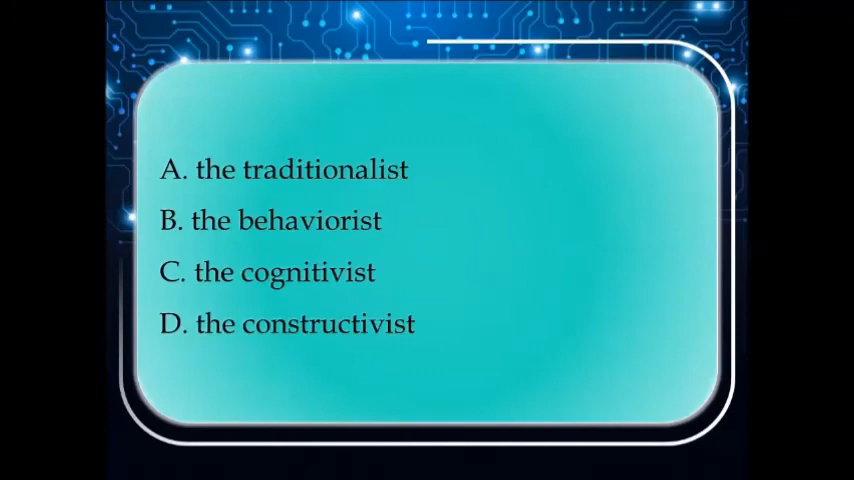 A. the traditionalist
B. the behaviorist
C. the cognitivist
D. the constructivist